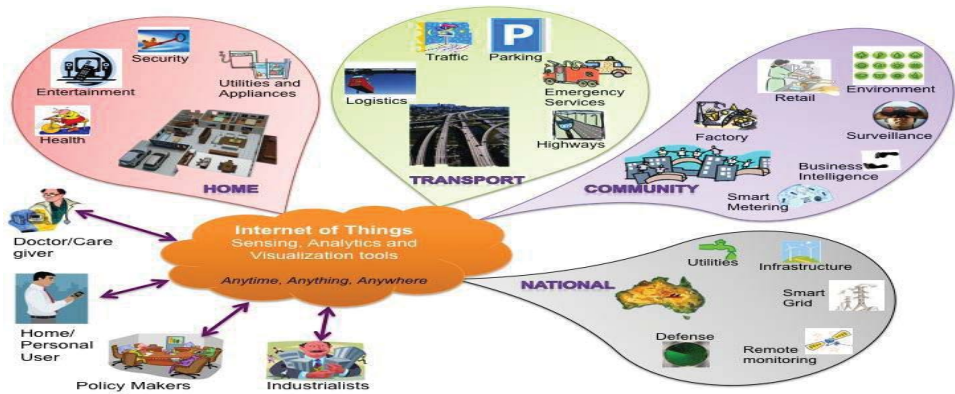 Security
Entertainment
Utilities and
Appliances
Health
HOME
Traffic
P
Parking
Logistics
Emergency
Services
Highways
TRANSPORT
Retail
Environment
Factory
Surveillance
Business
Intelligence
COMMUNITY
Smart
Metering
Internet of Things
Sensing, Analytics and
Visualization tools
Anytime, Anything, Anywhere
Doctor/Care
giver
Home/
Personal
User
Policy Makers
Industrialists
NATIONAL
Utilities
Infrastructure
Smart
Grid
Defense
Remote
monitoring